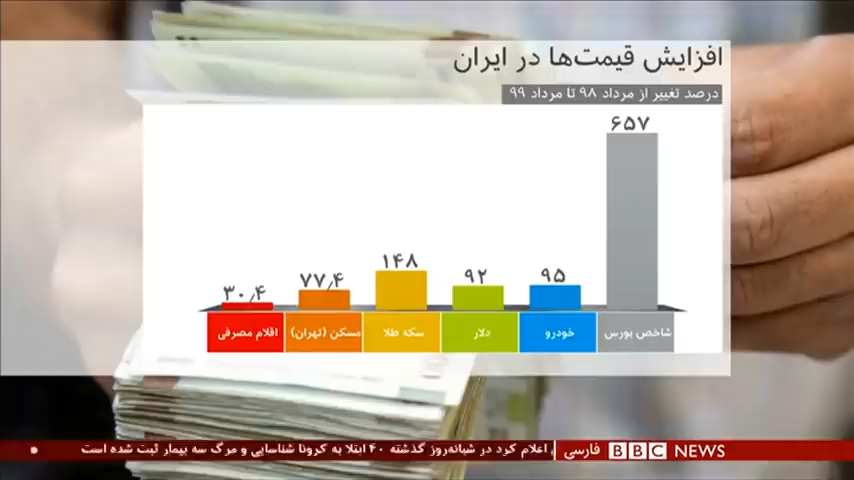 افزایش قیمت‌ها در ایران
درصد تغییر از مرداد ۹۸ تا مرداد ۹۹
۶۵۷
۹۵
۹۲
۱۴۸
۷۷٫۴
۳۰٫۴
شاخص بورس
خودرو
دلار
سکه طلا
مسکن (تهران)
اقلام مصرفی
BBC NEWS فارسی
اعلام کرد در شبانه‌روز گذشته ۴۰ ابتلا به کرونا شناسایی و مرگ سه بیمار ثبت شده است